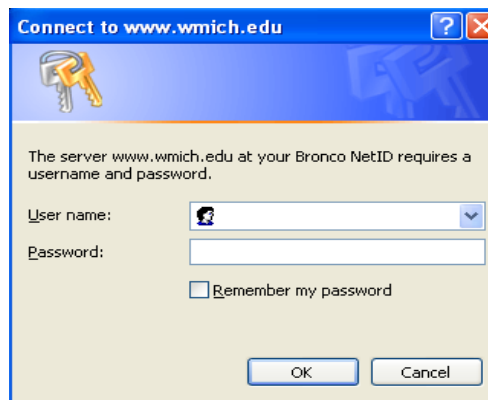 Connect to www.wmich.edu
The server www.wmich.edu at your Bronco NetID requires a
username and password.
User name:
Password:
Remember my password
OK
Cancel